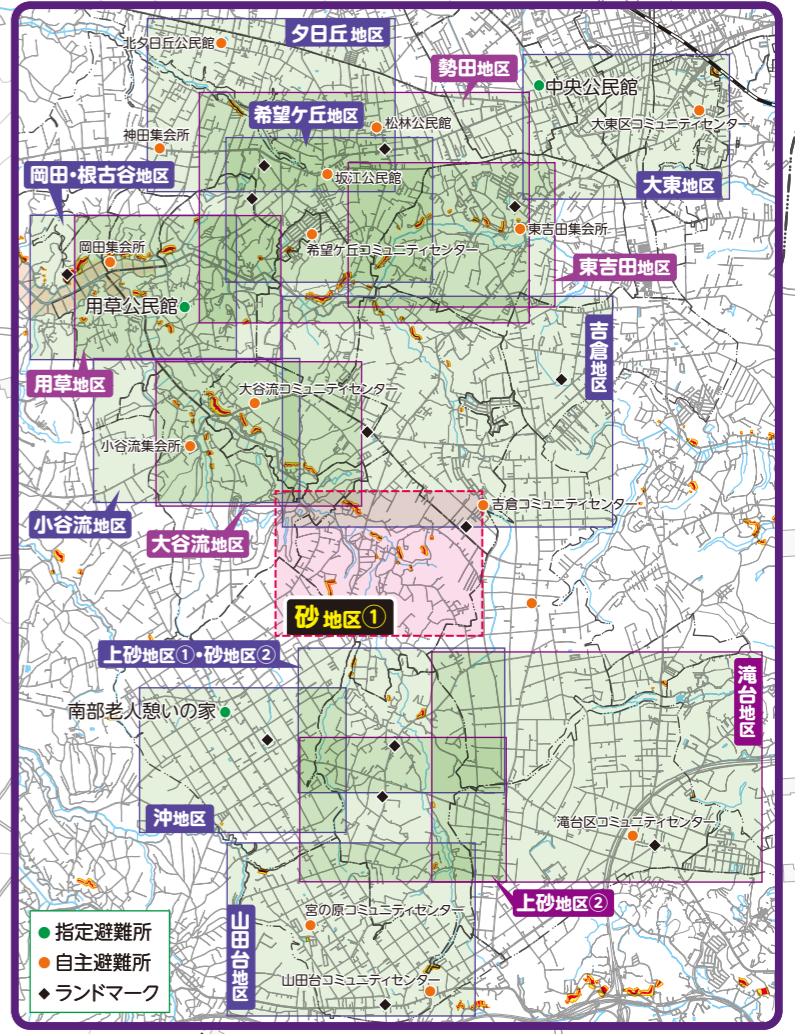 夕日丘地区
北夕日丘公民館
勢田地区
中央公民館
希望ケ丘地区
松林公民館
大東区コミュニティセンター
神田集会所
岡田・根古谷地区
坂江公民館
大東地区
岡田集会所
東吉田集会所
希望ケ丘コミュニティセンター
東吉田地区
用草公民館
吉倉地区
用草地区
大谷流コミュニティセンター
小谷流集会所
吉倉コミュニティセンター
小谷流地区
大谷流地区
砂地区①
上砂地区①・砂地区②
滝台地区
南部老人憩いの家
沖地区
滝台区コミュニティセンター
上砂地区②
宮の原コミュニティセンター
山田台地区
山田台コミュニティセンター
指定避難所
自主避難所
ランドマーク